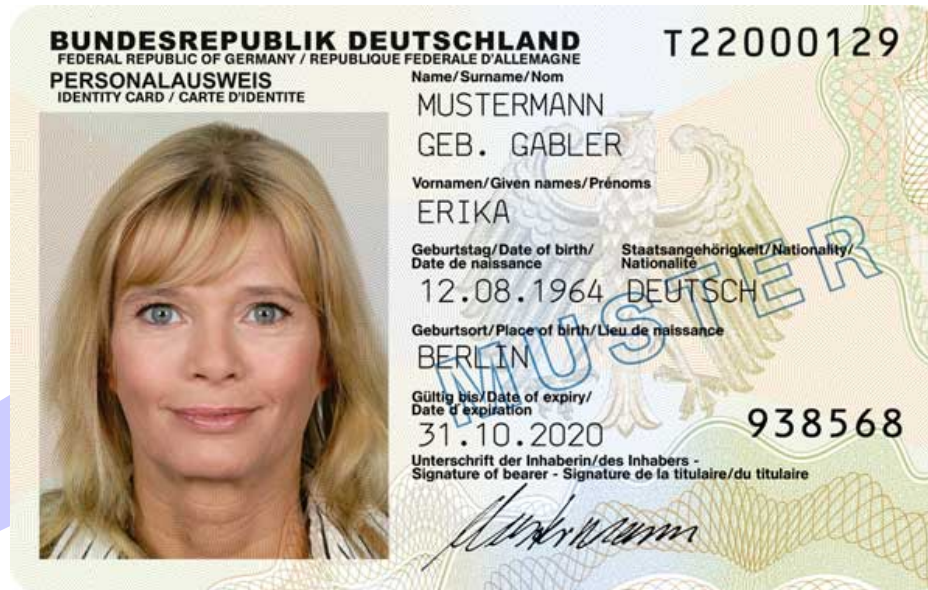 BUNDESREPUBLIK DEUTSCHLAND
FEDERAL REPUBLIC OF GERMANY / REPUBLIQUE FEDERALE D'ALLEMAGNE
PERSONALAUSWEIS
IDENTITY CARD / CARTE D'IDENTITE
T22000129
Name/Surname/Nom
MUSTERMANN
GEB. GABLER
Vornamen/Given names/Prénoms
ERIKA
Geburtstag/Date of birth/
Date de naissance
12.08.1964
Staatsangehörigkeit/Nationality/
Nationalité
DEUTSCH
Geburtsort/Place of birth/Lieu de naissance
BERLIN
MUSTER
Gültig bis/Date of expiry/
Date d'expiration
31.10.2020
938568
Unterschrift der Inhaberin/des Inhabers -
Signature of bearer - Signature de la titulaire/du titulaire
Mustermann